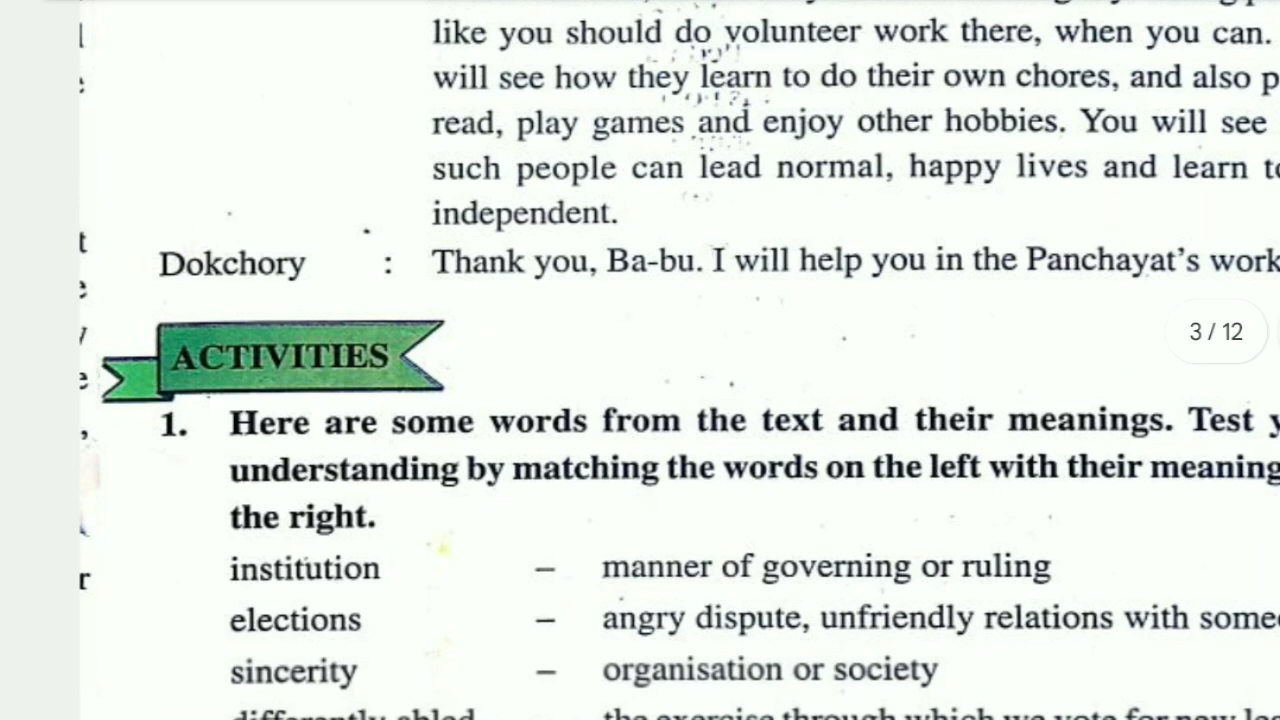 like you should do volunteer work there, when you can.
will see how they learn to do their own chores, and also
read, play games and enjoy other hobbies. You will see
such people can lead normal, happy lives and learn
independent.
Dokchory : Thank you, Ba-bu. I will help you in the Panchayat's work
ACTIVITIES
3 / 12
1. Here are some words from the text and their meanings. Test
understanding by matching the words on the left with their meaning
the right.
institution – manner of governing or ruling
elections – angry dispute, unfriendly relations with
sincerity – organisation or society
differently abled – the exercise through which we vote for new